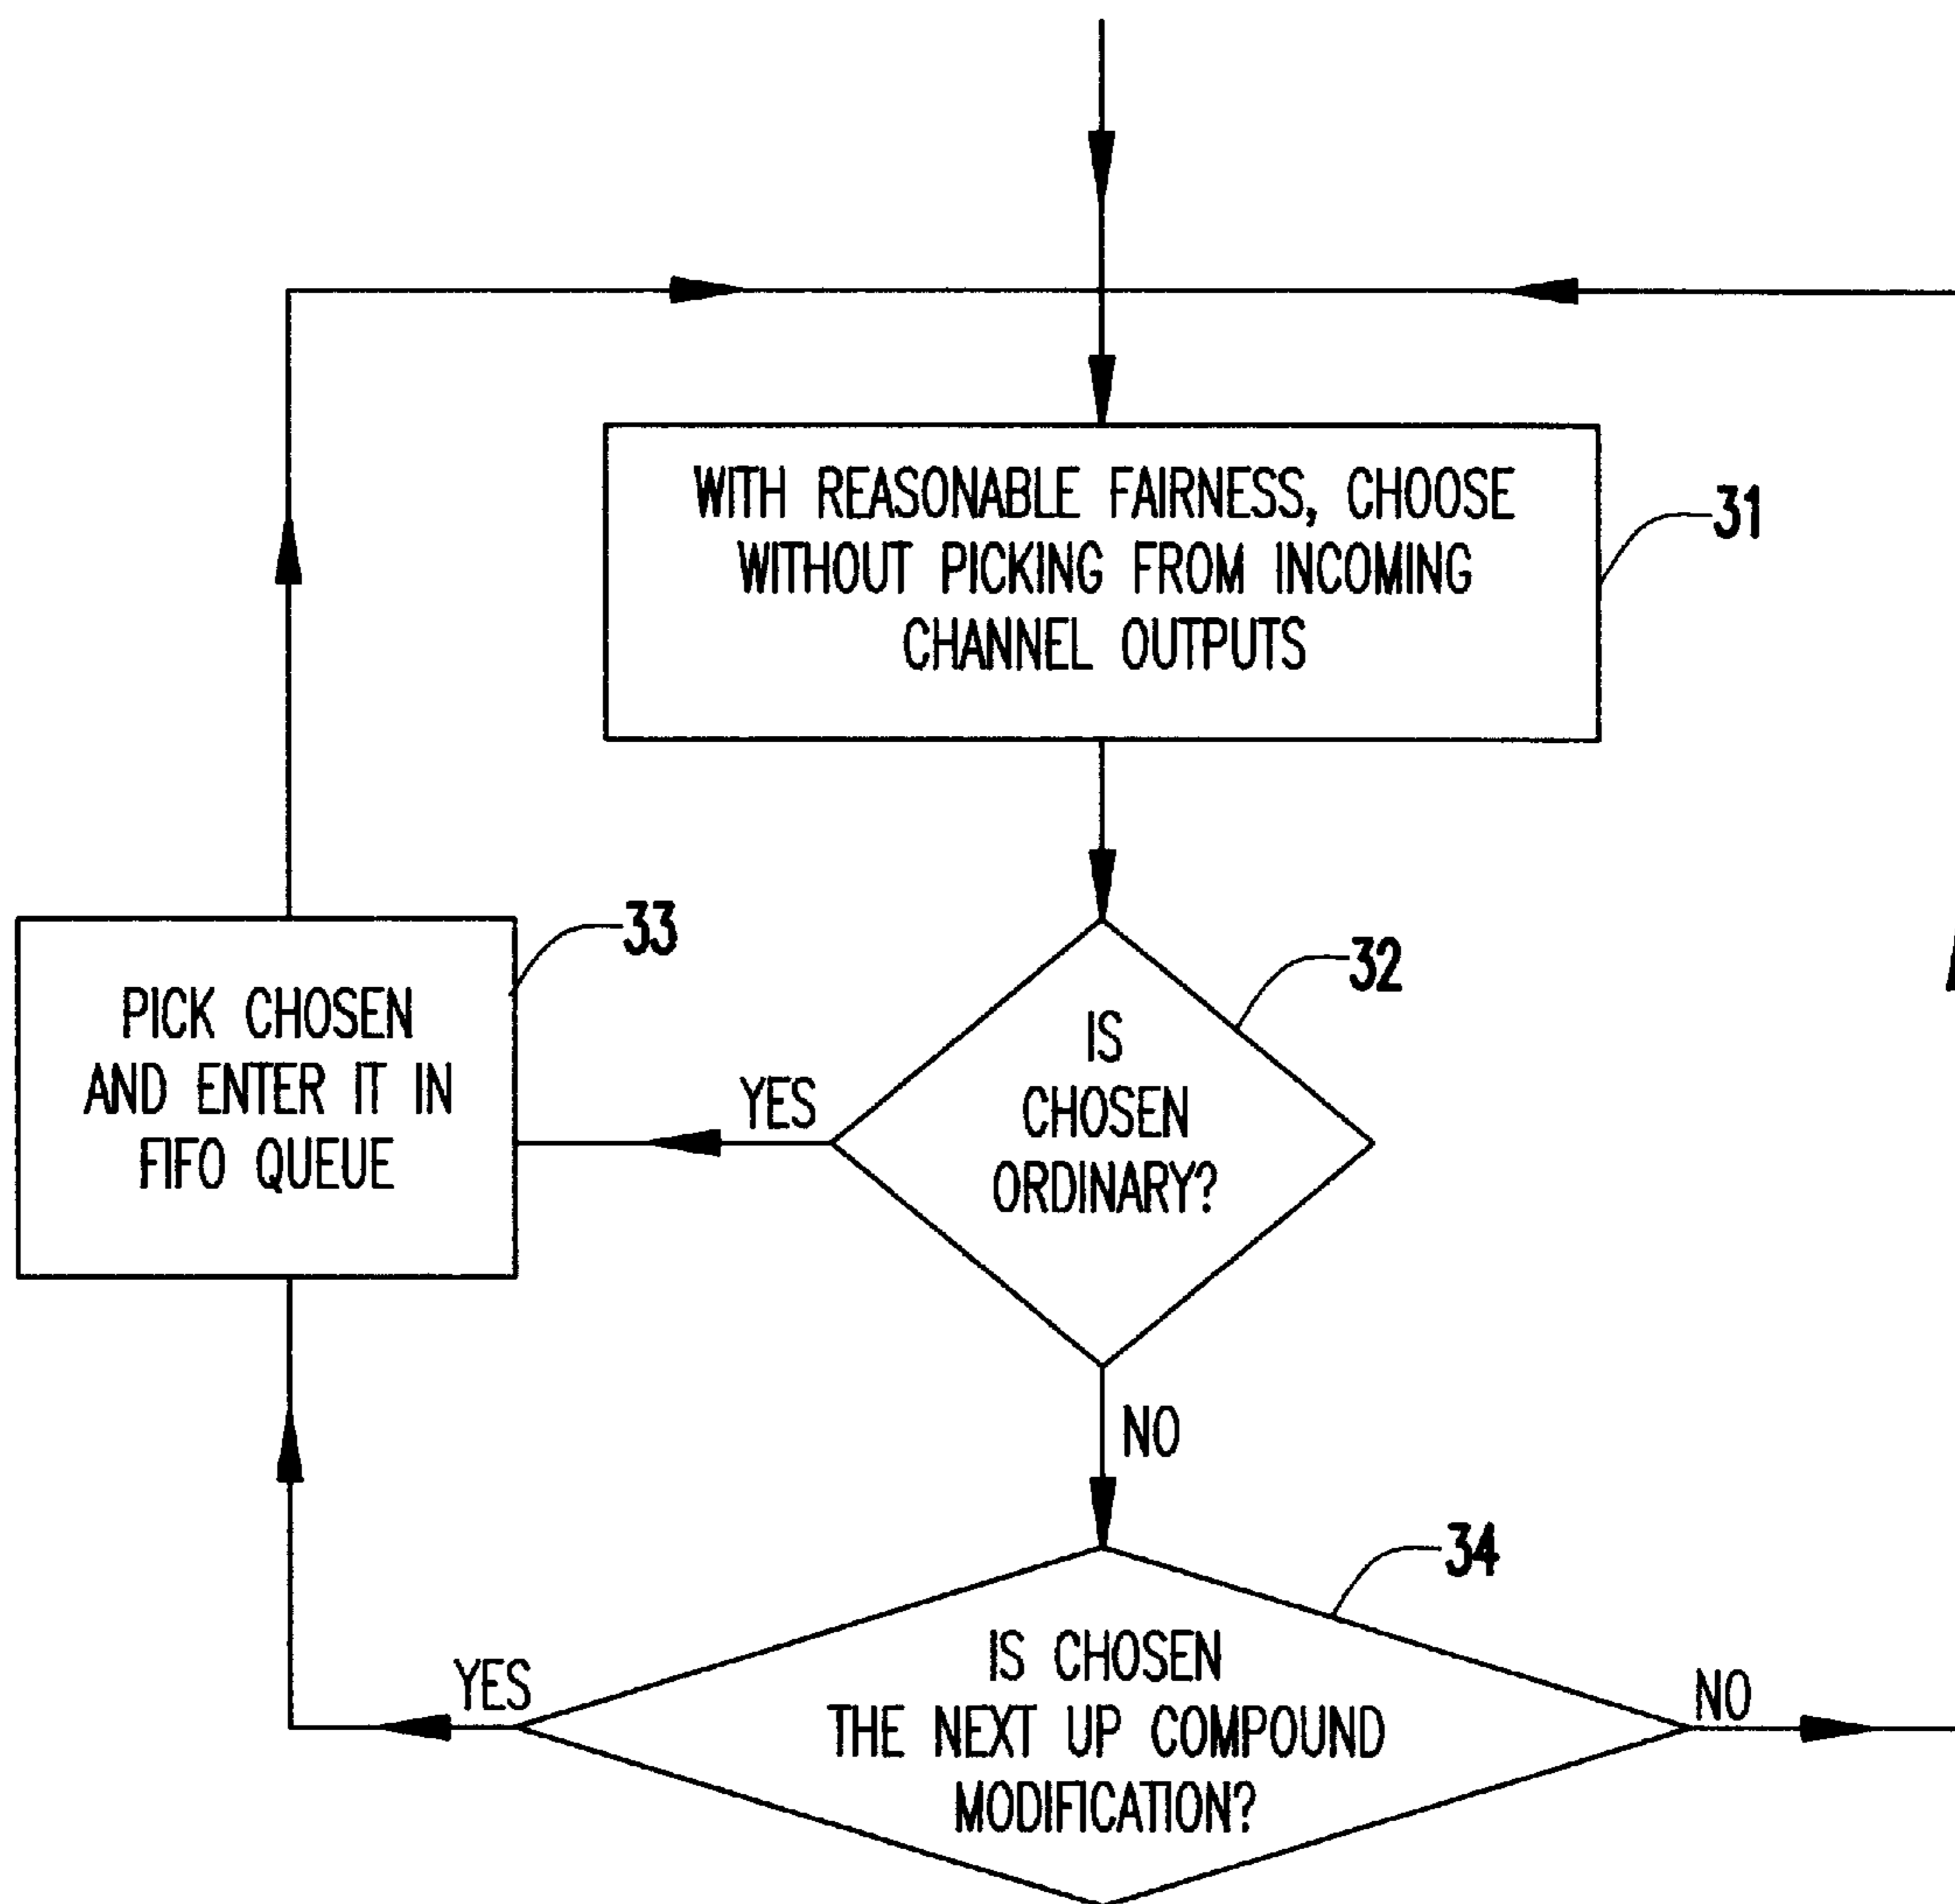 WITH REASONABLE FAIRNESS, CHOOSE
WITHOUT PICKING FROM INCOMING
CHANNEL OUTPUTS
31
33
PICK CHOSEN
AND ENTER IT IN
FIFO QUEUE
32
IS
CHOSEN
ORDINARY?
YES
NO
34
IS CHOSEN
THE NEXT UP COMPOUND
MODIFICATION?
YES
NO